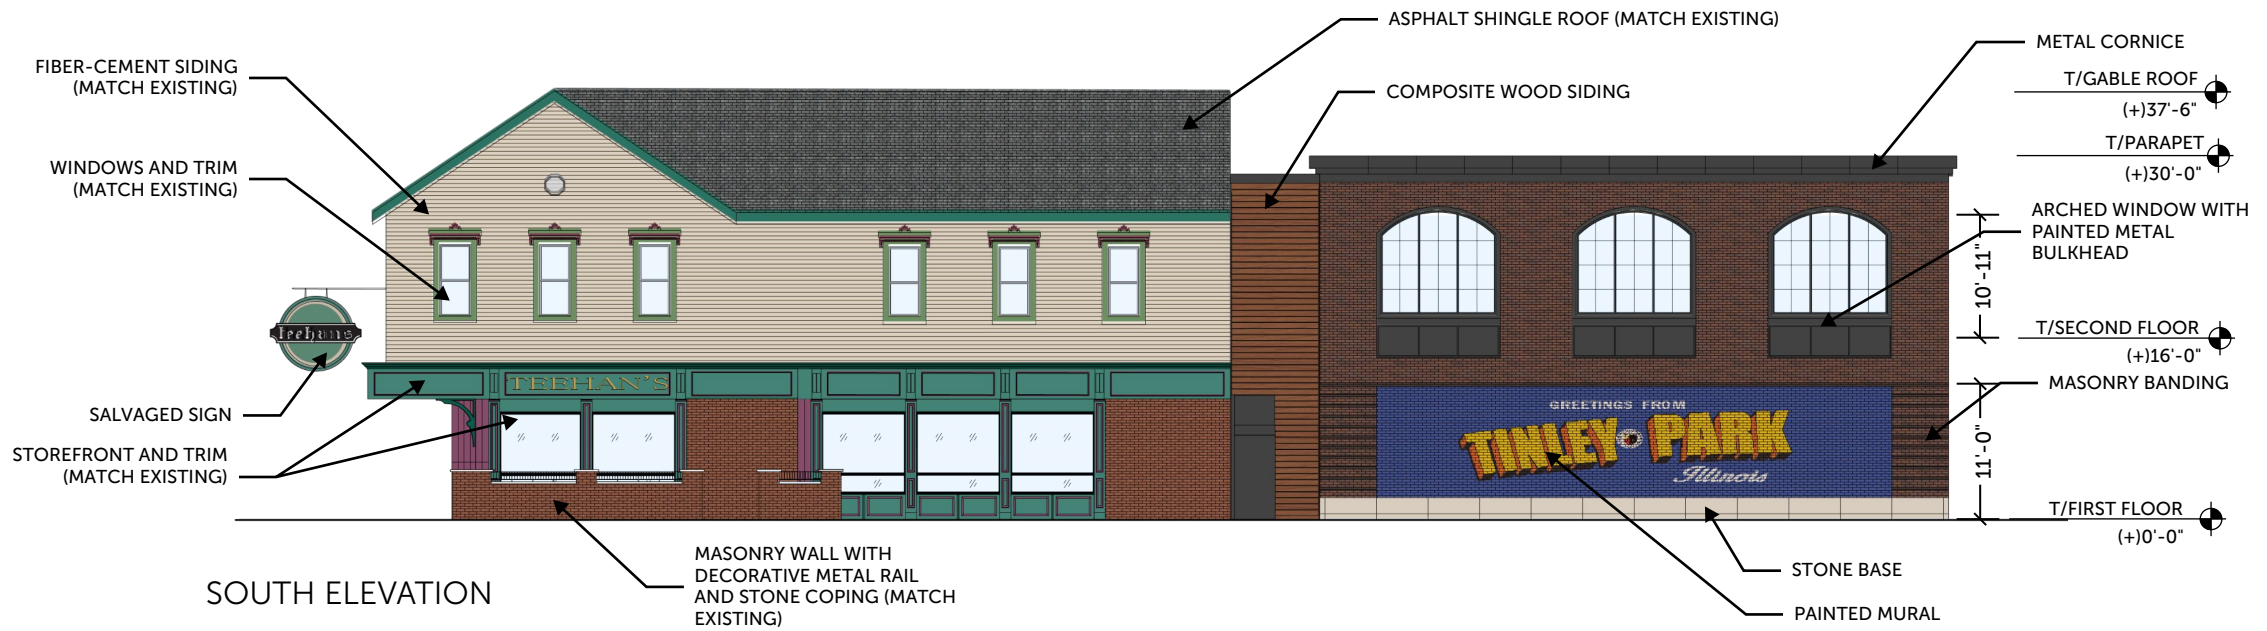 ASPHALT SHINGLE ROOF (MATCH EXISTING)
METAL CORNICE
FIBER-CEMENT SIDING
(MATCH EXISTING)
T/GABLE ROOF
(+)37'-6"
COMPOSITE WOOD SIDING
T/PARAPET
(+)30'-0"
WINDOWS AND TRIM
(MATCH EXISTING)
ARCHED WINDOW WITH
PAINTED METAL
BULKHEAD
10'-11"
T/SECOND FLOOR
(+)16'-0"
teehans
TEEHAN'S
MASONRY BANDING
SALVAGED SIGN
GREETINGS FROM
TINLEY PARK
Illinois
STOREFRONT AND TRIM
(MATCH EXISTING)
11'-0"
T/FIRST FLOOR
(+)0'-0"
MASONRY WALL WITH
DECORATIVE METAL RAIL
AND STONE COPING (MATCH
EXISTING)
STONE BASE
PAINTED MURAL
SOUTH ELEVATION